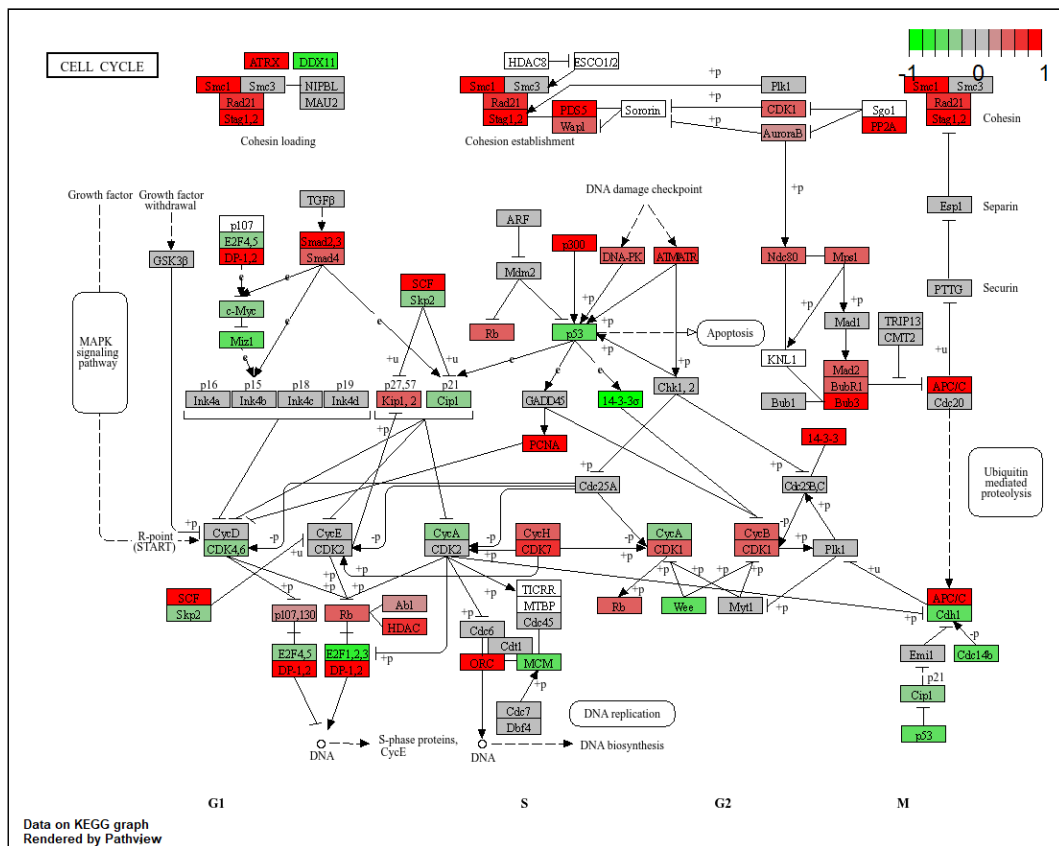 CELL CYCLE
ATRX
DDX11
Smc1
Smc3
NIPBL
Rad21
MAU2
Stag1,2
Cohesin loading
HDAC8
ESCO1/2
Smc1
Smc3
Rad21
Stag1,2
PDS5
Wapl
Sororin
Cohesion establishment
+p
Plk1
+p
CDK1
+p
AuroraB
Sgo1
PP2A
Smc1
Smc3
Rad21
Stag1,2
Cohesin
-1
0
1
Growth factor
Growth factor
withdrawal
GSK3β
MAPK
signaling
pathway
p107
E2F4,5
DP-1,2
e
c-Myc
Miz1
e
TGFβ
Smad2,3
Smad4
e
e
SCF
Skp2
+u
+u
p16
p15
p18
p19
Ink4a
Ink4b
Ink4c
Ink4d
p27,57
Kip1, 2
p21
Cip1
ARF
Mdm2
Rb
DNA damage checkpoint
p300
DNA-PK
ATM/ATR
+p
+p
p53
+p
Apoptosis
e
e
e
GADD45
14-3-3σ
Chk1, 2
+p
PCNA
+p
Ndc80
Mps1
+p
+p
KNL1
Mad1
Mad2
BubR1
Bub3
Bub1
TRIP13
CMT2
Esp1
Separin
PTTG
Securin
+u
APC/C
Cdc20
14-3-3
Ubiquitin
mediated
proteolysis
+p
Cdc25A
+p
+p
Cdc25B,C
R-point
(START)
+p
CycD
CDK4,6
-p
CycE
CDK2
-p
+u
CycA
CDK2
-p
+p
CycH
CDK7
+p
CycA
CDK1
CycB
CDK1
-p
+p
+p
Plk1
+u
SCF
Skp2
+p
+p
+p
+p
p107,130
Rb
Abl
HDAC
E2F4,5
DP-1,2
E2F1,2,3
DP-1,2
+p
+p
Cdc6
Cdt1
ORC
TICRR
MTBP
Cdc45
MCM
+p
Cdc7
Dbf4
+p
Rb
+p
Wee
+p
Myt1
+p
+p
APC/C
Cdh1
-p
Emi1
Cdc14b
p21
Cip1
p53
DNA replication
DNA
S-phase proteins,
CycE
DNA
DNA biosynthesis
G1
S
G2
M
Data on KEGG graph
Rendered by Pathview